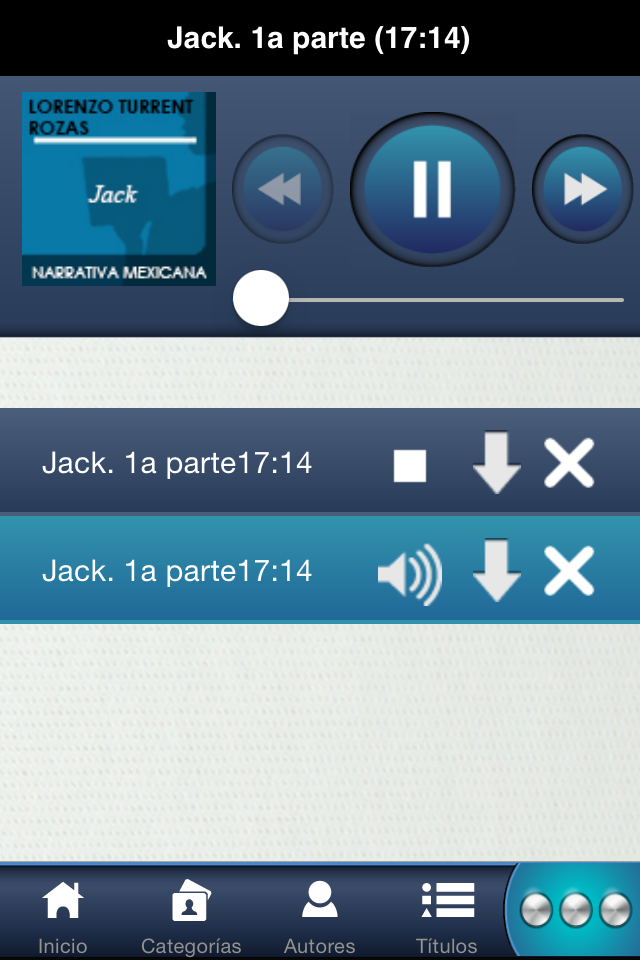 Jack. 1a parte (17:14)
LORENZO TURRENT
ROZAS
Jack
NARRATIVA MEXICANA
Jack. 1a parte17:14
Jack. 1a parte17:14
Inicio
Categorías
Autores
Títulos